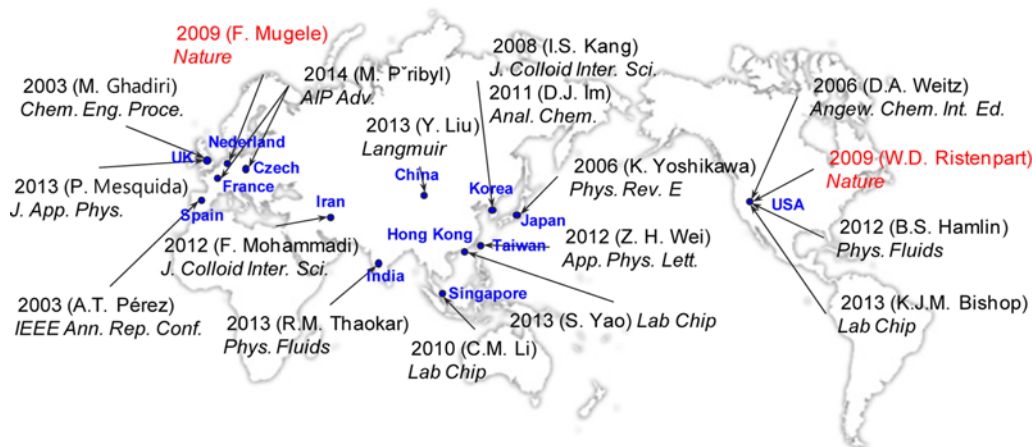 2009 (F. Mugele)
Nature
2003 (M. Ghadiri)
Chem. Eng. Proce.
2014 (M. Pˇribyl)
AIP Adv.
2008 (I.S. Kang)
J. Colloid Inter. Sci.
2011 (D.J. Im)
Anal. Chem.
2006 (D.A. Weitz)
Angew. Chem. Int. Ed.
2013 (Y. Liu)
Langmuir
Nederland
UK
Czech
France
China
2009 (W.D. Ristenpart)
Nature
2006 (K. Yoshikawa)
Phys. Rev. E
2013 (P. Mesquida)
J. App. Phys.
Spain
Iran
Korea
Japan
USA
2012 (F. Mohammadi)
J. Colloid Inter. Sci.
Hong Kong
Taiwan
2012 (Z. H. Wei)
App. Phys. Lett.
2012 (B.S. Hamlin)
Phys. Fluids
India
Singapore
2003 (A.T. Pérez)
IEEE Ann. Rep. Conf.
2013 (R.M. Thaokar)
Phys. Fluids
2010 (C.M. Li)
Lab Chip
2013 (S. Yao) Lab Chip
2013 (K.J.M. Bishop)
Lab Chip